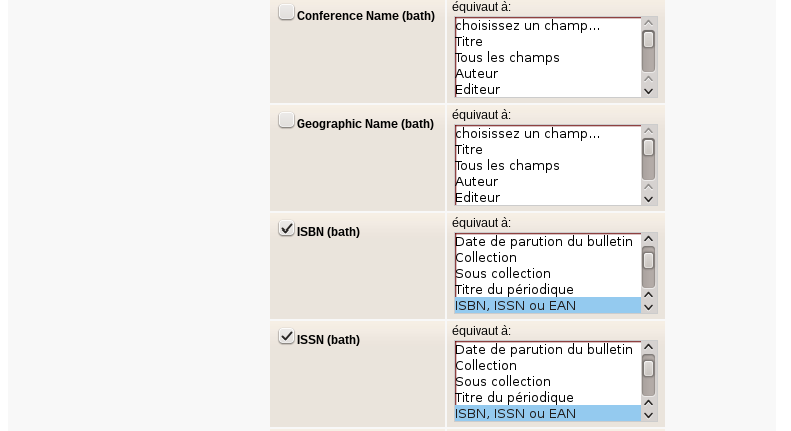 Conference Name (bath)
équivaut à:
choisissez un champ...
Titre
Tous les champs
Auteur
Editeur
Geographic Name (bath)
équivaut à:
choisissez un champ...
Titre
Tous les champs
Auteur
Editeur
ISBN (bath)
équivaut à:
Date de parution du bulletin
Collection
Sous collection
Titre du périodique
ISBN, ISSN ou EAN
ISSN (bath)
équivaut à:
Date de parution du bulletin
Collection
Sous collection
Titre du périodique
ISBN, ISSN ou EAN